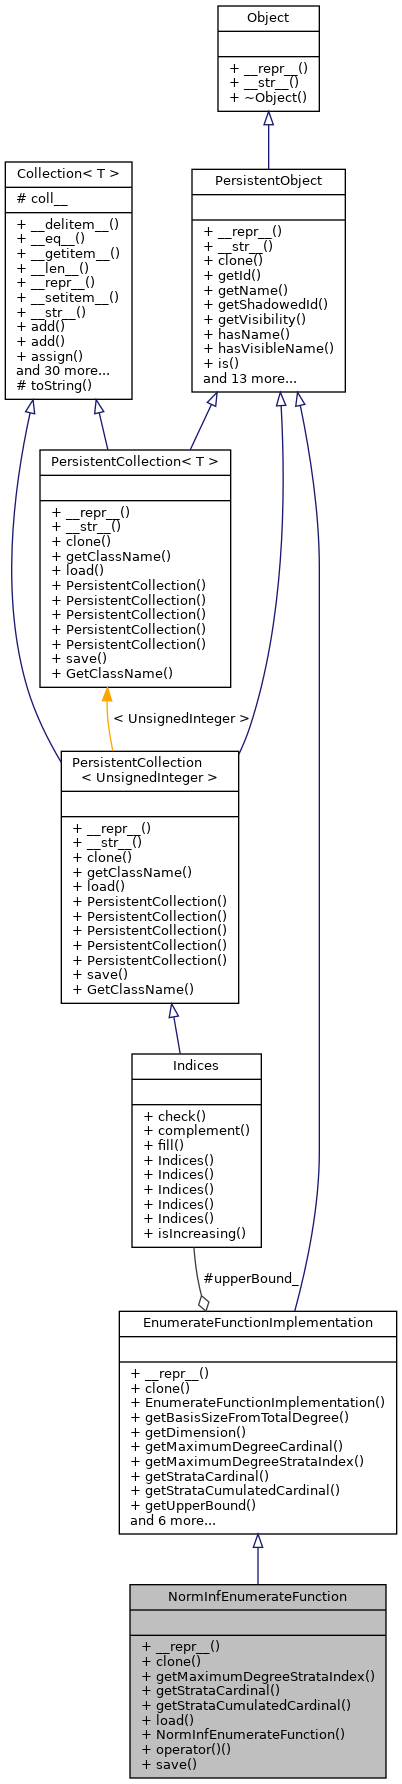 Object
+ __repr__()
+ __str__()
+ ~Object()
Collection< T >
# coll__
+ __delitem__()
+ __eq__()
+ __getitem__()
+ __len__()
+ __repr__()
+ __setitem__()
+ __str__()
+ add()
+ add()
+ assign()
and 30 more...
# toString()
PersistentObject
+ __repr__()
+ __str__()
+ clone()
+ getId()
+ getName()
+ getShadowedId()
+ getVisibility()
+ hasName()
+ hasVisibleName()
+ is()
and 13 more...
PersistentCollection< T >
+ __repr__()
+ __str__()
+ clone()
+ getClassName()
+ load()
+ PersistentCollection()
+ PersistentCollection()
+ PersistentCollection()
+ PersistentCollection()
+ PersistentCollection()
+ save()
+ GetClassName()
< UnsignedInteger >
PersistentCollection
< UnsignedInteger >
+ __repr__()
+ __str__()
+ clone()
+ getClassName()
+ load()
+ PersistentCollection()
+ PersistentCollection()
+ PersistentCollection()
+ PersistentCollection()
+ PersistentCollection()
+ save()
+ GetClassName()
Indices
+ check()
+ complement()
+ fill()
+ Indices()
+ Indices()
+ Indices()
+ Indices()
+ Indices()
+ isIncreasing()
#upperBound_
EnumerateFunctionImplementation
+ __repr__()
+ clone()
+ EnumerateFunctionImplementation()
+ getBasisSizeFromTotalDegree()
+ getDimension()
+ getMaximumDegreeCardinal()
+ getMaximumDegreeStrataIndex()
+ getStrataCardinal()
+ getStrataCumulatedCardinal()
+ getUpperBound()
and 6 more...
NormInfEnumerateFunction
+ __repr__()
+ clone()
+ getMaximumDegreeStrataIndex()
+ getStrataCardinal()
+ getStrataCumulatedCardinal()
+ load()
+ NormInfEnumerateFunction()
+ operator()()
+ save()